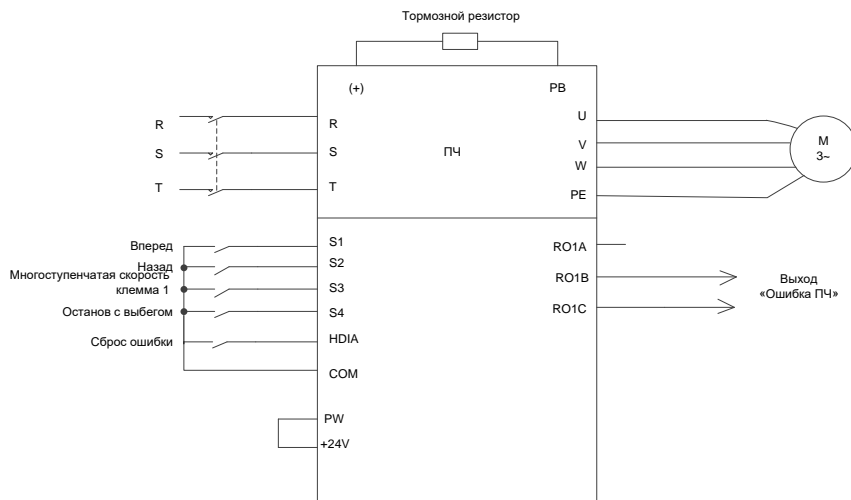 Тормозной резистор
(+) PB
R R U
S S ПЧ V
М
3~
T T W
PE
Вперед S1 RO1A
Назад S2
Многоступенчатая скорость
клемма 1 S3 RO1B
Выход
«Ошибка ПЧ»
Останов с выбегом S4 RO1C
Сброс ошибки HDIA
COM
PW
+24V